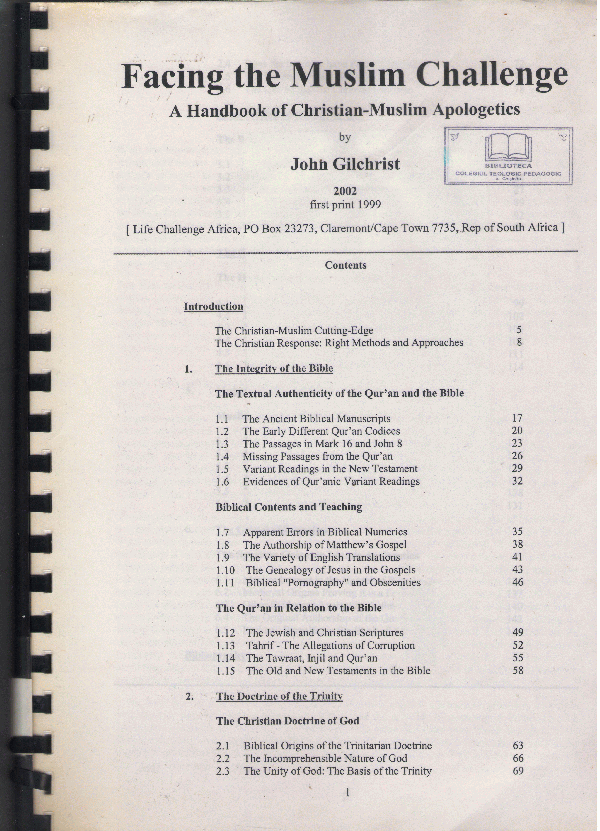 Facing the Muslim Challenge
A Handbook of Christian-Muslim Apologetics
by
John Gilchrist
BIBLIOTECA
COLEGIUL TEOLOGIC-PEDAGOGIC
2002
first print 1999
[ Life Challenge Africa, PO Box 23273, Claremont/Cape Town 7735, Rep of South Africa ]
Contents
Introduction
The Christian-Muslim Cutting-Edge 5
The Christian Response: Right Methods and Approaches 8
1. The Integrity of the Bible
The Textual Authenticity of the Qur'an and the Bible
1.1 The Ancient Biblical Manuscripts 17
1.2 The Early Different Qur'an Codices 20
1.3 The Passages in Mark 16 and John 8 23
1.4 Missing Passages from the Qur'an 26
1.5 Variant Readings in the New Testament 29
1.6 Evidences of Qur'anic Variant Readings 32
Biblical Contents and Teaching
1.7 Apparent Errors in Biblical Numerics 35
1.8 The Authorship of Matthew's Gospel 38
1.9 The Variety of English Translations 41
1.10 The Genealogy of Jesus in the Gospels 43
1.11 Biblical "Pornography" and Obscenities 46
The Qur'an in Relation to the Bible
1.12 The Jewish and Christian Scriptures 49
1.13 Tahrif - The Allegations of Corruption 52
1.14 The Tawraat, Injil and Qur'an 55
1.15 The Old and New Testaments in the Bible 58
2. The Doctrine of the Trinity
The Christian Doctrine of God
2.1 Biblical Origins of the Trinitarian Doctrine 63
2.2 The Incomprehensible Nature of God 66
2.3 The Unity of God: The Basis of the Trinity 69
1